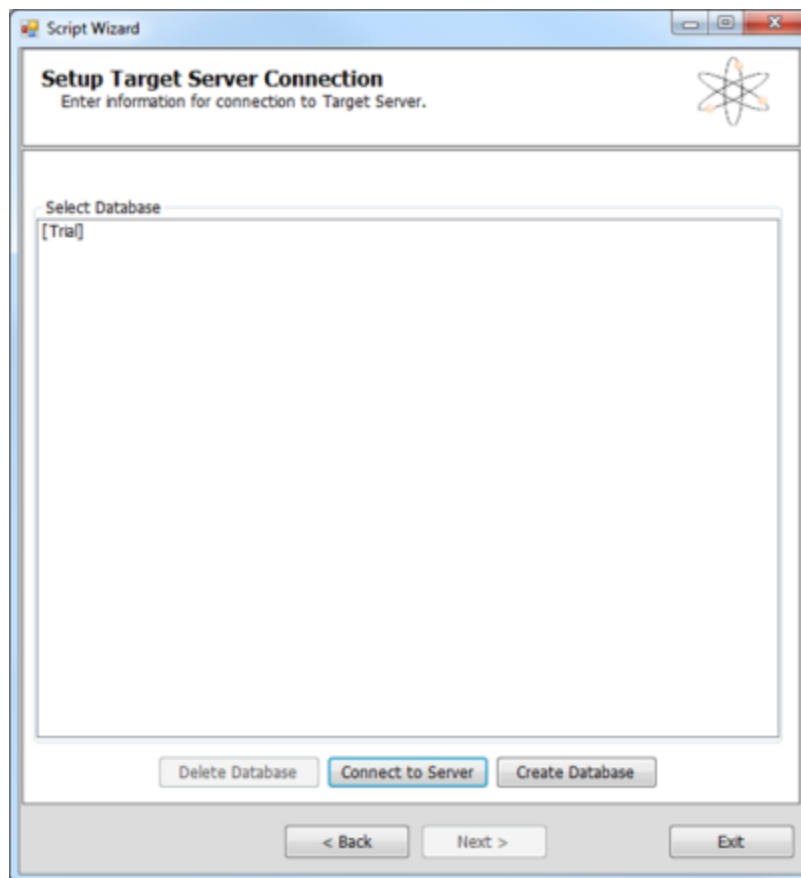 Script Wizard
Setup Target Server Connection
Enter information for connection to Target Server.
Select Database
[Trial]
Delete Database Connect to Server Create Database
< Back Next > Exit